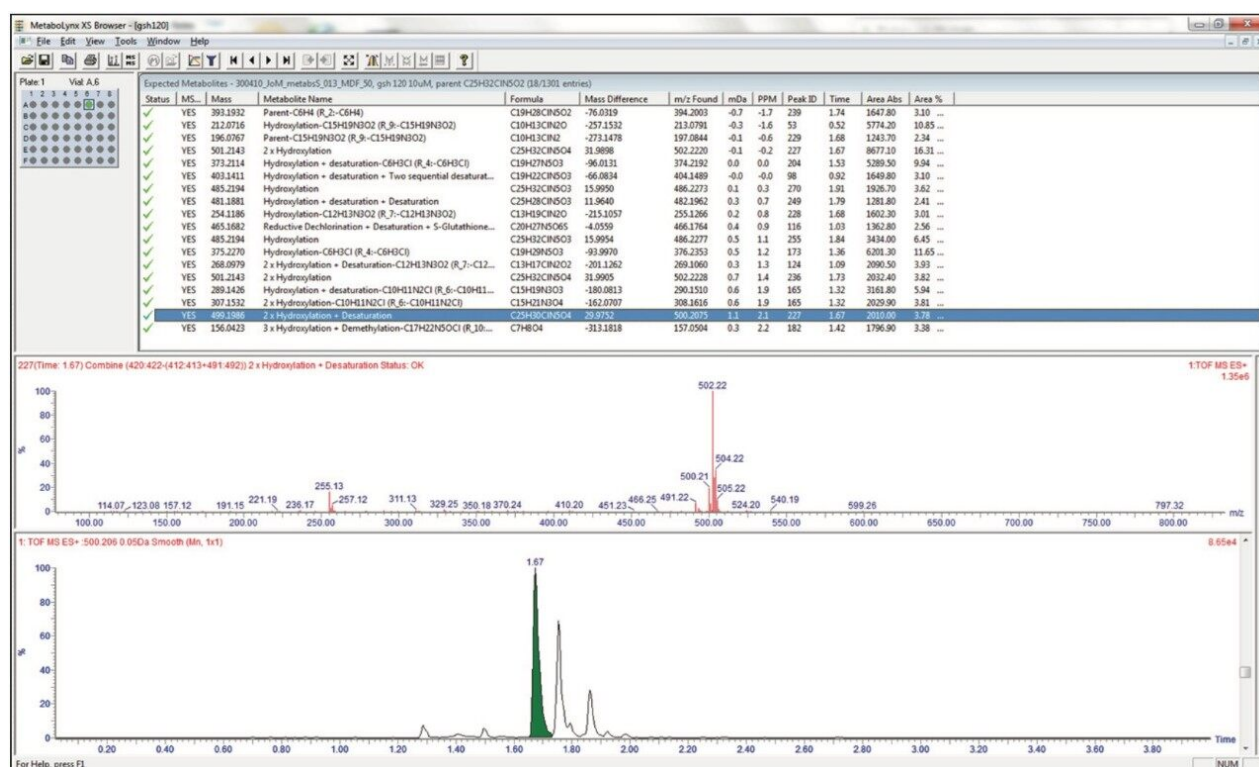 MetaboLynx XS Browser - [gsh120]
File Edit View Tools Window Help
Plate:1 Vial: A,6
1 2 3 4 5 6 7 8
A
B
C
D
E
F
Expected Metabolites - 300410_JoM_metabsS_013_MDF_50, gsh 120 10uM, parent C25H32ClN5O2 (18/1301 entries)
Status MS... Mass Metabolite Name Formula Mass Difference m/z Found mDa PPM Peak ID Time Area Abs Area %
YES 393.1932 Parent-C6H4 (R_2:-C6H4) C19H28ClN5O2 -76.0319 394.2003 -0.7 -1.7 239 1.74 1647.80 3.10 ...
YES 212.0716 Hydroxylation-C15H19N3O2 (R_9:-C15H19N3O2) C10H13ClN2O -257.1532 213.0791 -0.3 -1.6 53 0.52 5774.20 10.85 ...
YES 196.0767 Parent-C15H19N3O2 (R_9:-C15H19N3O2) C10H13ClN2 -273.1478 197.0844 -0.1 -0.6 229 1.68 1243.70 2.34 ...
YES 501.2143 2 x Hydroxylation C25H32ClN5O4 31.9898 502.2220 -0.1 -0.2 227 1.67 8677.10 16.31 ...
YES 373.2114 Hydroxylation + desaturation-C6H3Cl (R_4:-C6H3Cl) C19H27N5O3 -96.0131 374.2192 0.0 0.0 204 1.53 5289.50 9.94 ...
YES 403.1411 Hydroxylation + desaturation + Two sequential desaturat... C19H22ClN5O3 -66.0834 404.1489 -0.0 -0.0 98 0.92 1649.80 3.10 ...
YES 485.2194 Hydroxylation C25H32ClN5O3 15.9950 486.2273 0.1 0.3 270 1.91 1926.70 3.62 ...
YES 481.1881 Hydroxylation + desaturation + Desaturation C25H28ClN5O3 11.9640 482.1962 0.3 0.7 249 1.79 1281.80 2.41 ...
YES 254.1186 Hydroxylation-C12H13N3O2 (R_7:-C12H13N3O2) C13H19ClN2O -215.1057 255.1266 0.2 0.8 228 1.68 1602.30 3.01 ...
YES 465.1682 Reductive Dechlorination + Desaturation + S-Glutathione... C20H27N5O6S -4.0559 466.1764 0.4 0.9 116 1.03 1362.80 2.56 ...
YES 485.2194 Hydroxylation C25H32ClN5O3 15.9954 486.2277 0.5 1.1 255 1.84 3434.00 6.45 ...
YES 375.2270 Hydroxylation-C6H3Cl (R_4:-C6H3Cl) C19H29N5O3 -93.9970 376.2353 0.5 1.2 173 1.36 6201.30 11.65 ...
YES 268.0979 2 x Hydroxylation + Desaturation-C12H13N3O2 (R_7:-C12... C13H17ClN2O2 -201.1262 269.1060 0.3 1.3 124 1.09 2090.50 3.93 ...
YES 501.2143 2 x Hydroxylation C25H32ClN5O4 31.9905 502.2228 0.7 1.4 236 1.73 2032.40 3.82 ...
YES 289.1426 Hydroxylation + desaturation-C10H11N2Cl (R_6:-C10H11... C15H19N3O3 -180.0813 290.1510 0.6 1.9 165 1.32 3161.80 5.94 ...
YES 307.1532 2 x Hydroxylation-C10H11N2Cl (R_6:-C10H11N2Cl) C15H21N3O4 -162.0707 308.1616 0.6 1.9 165 1.32 2029.90 3.81 ...
YES 499.1986 2 x Hydroxylation + Desaturation C25H30ClN5O4 29.9752 500.2075 1.1 2.1 227 1.67 2010.00 3.78 ...
YES 156.0423 3 x Hydroxylation + Demethylation-C17H22N5OCl (R_10:... C7H8O4 -313.1818 157.0504 0.3 2.2 182 1.42 1796.90 3.38 ...
227(Time: 1.67) Combine (420:422-(412:413+491:492)) 2 x Hydroxylation + Desaturation Status: OK
1:TOF MS ES+
1.35e6
100
80
60
%
40
20
0
502.22
504.22
500.21
505.22
255.13
257.12
114.07 123.08 157.12 191.15 221.19 236.17 311.13 329.25 350.18 370.24 410.20 451.23 466.25 491.22 524.20 540.19 599.26 797.32
100.00 150.00 200.00 250.00 300.00 350.00 400.00 450.00 500.00 550.00 600.00 650.00 700.00 750.00 800.00 m/z
1: TOF MS ES+ :500.206 0.05Da Smooth (Mn, 1x1)
8.65e4
1.67
100
80
60
%
40
20
0
0.20 0.40 0.60 0.80 1.00 1.20 1.40 1.60 1.80 2.00 2.20 2.40 2.60 2.80 3.00 3.20 3.40 3.60 3.80 Time
For Help, press F1
NUM